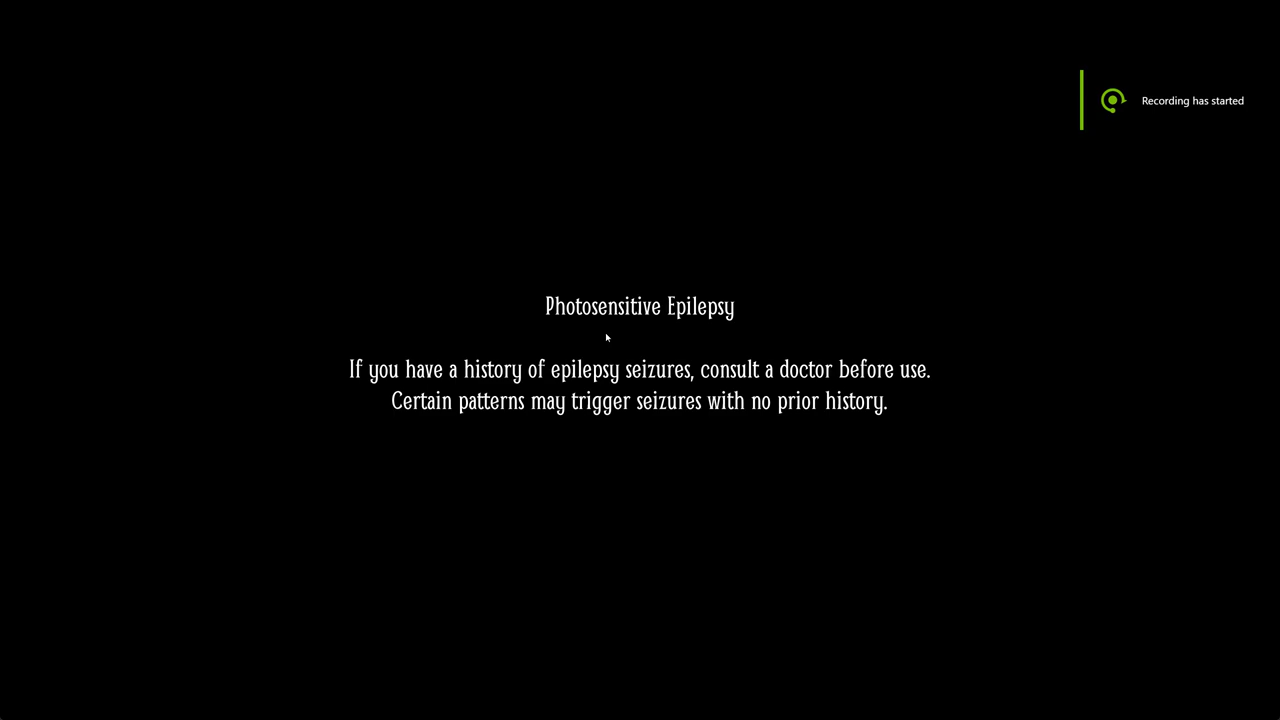 Recording has started
Photosensitive Epilepsy
If you have a history of epilepsy seizures, consult a doctor before use.
Certain patterns may trigger seizures with no prior history.